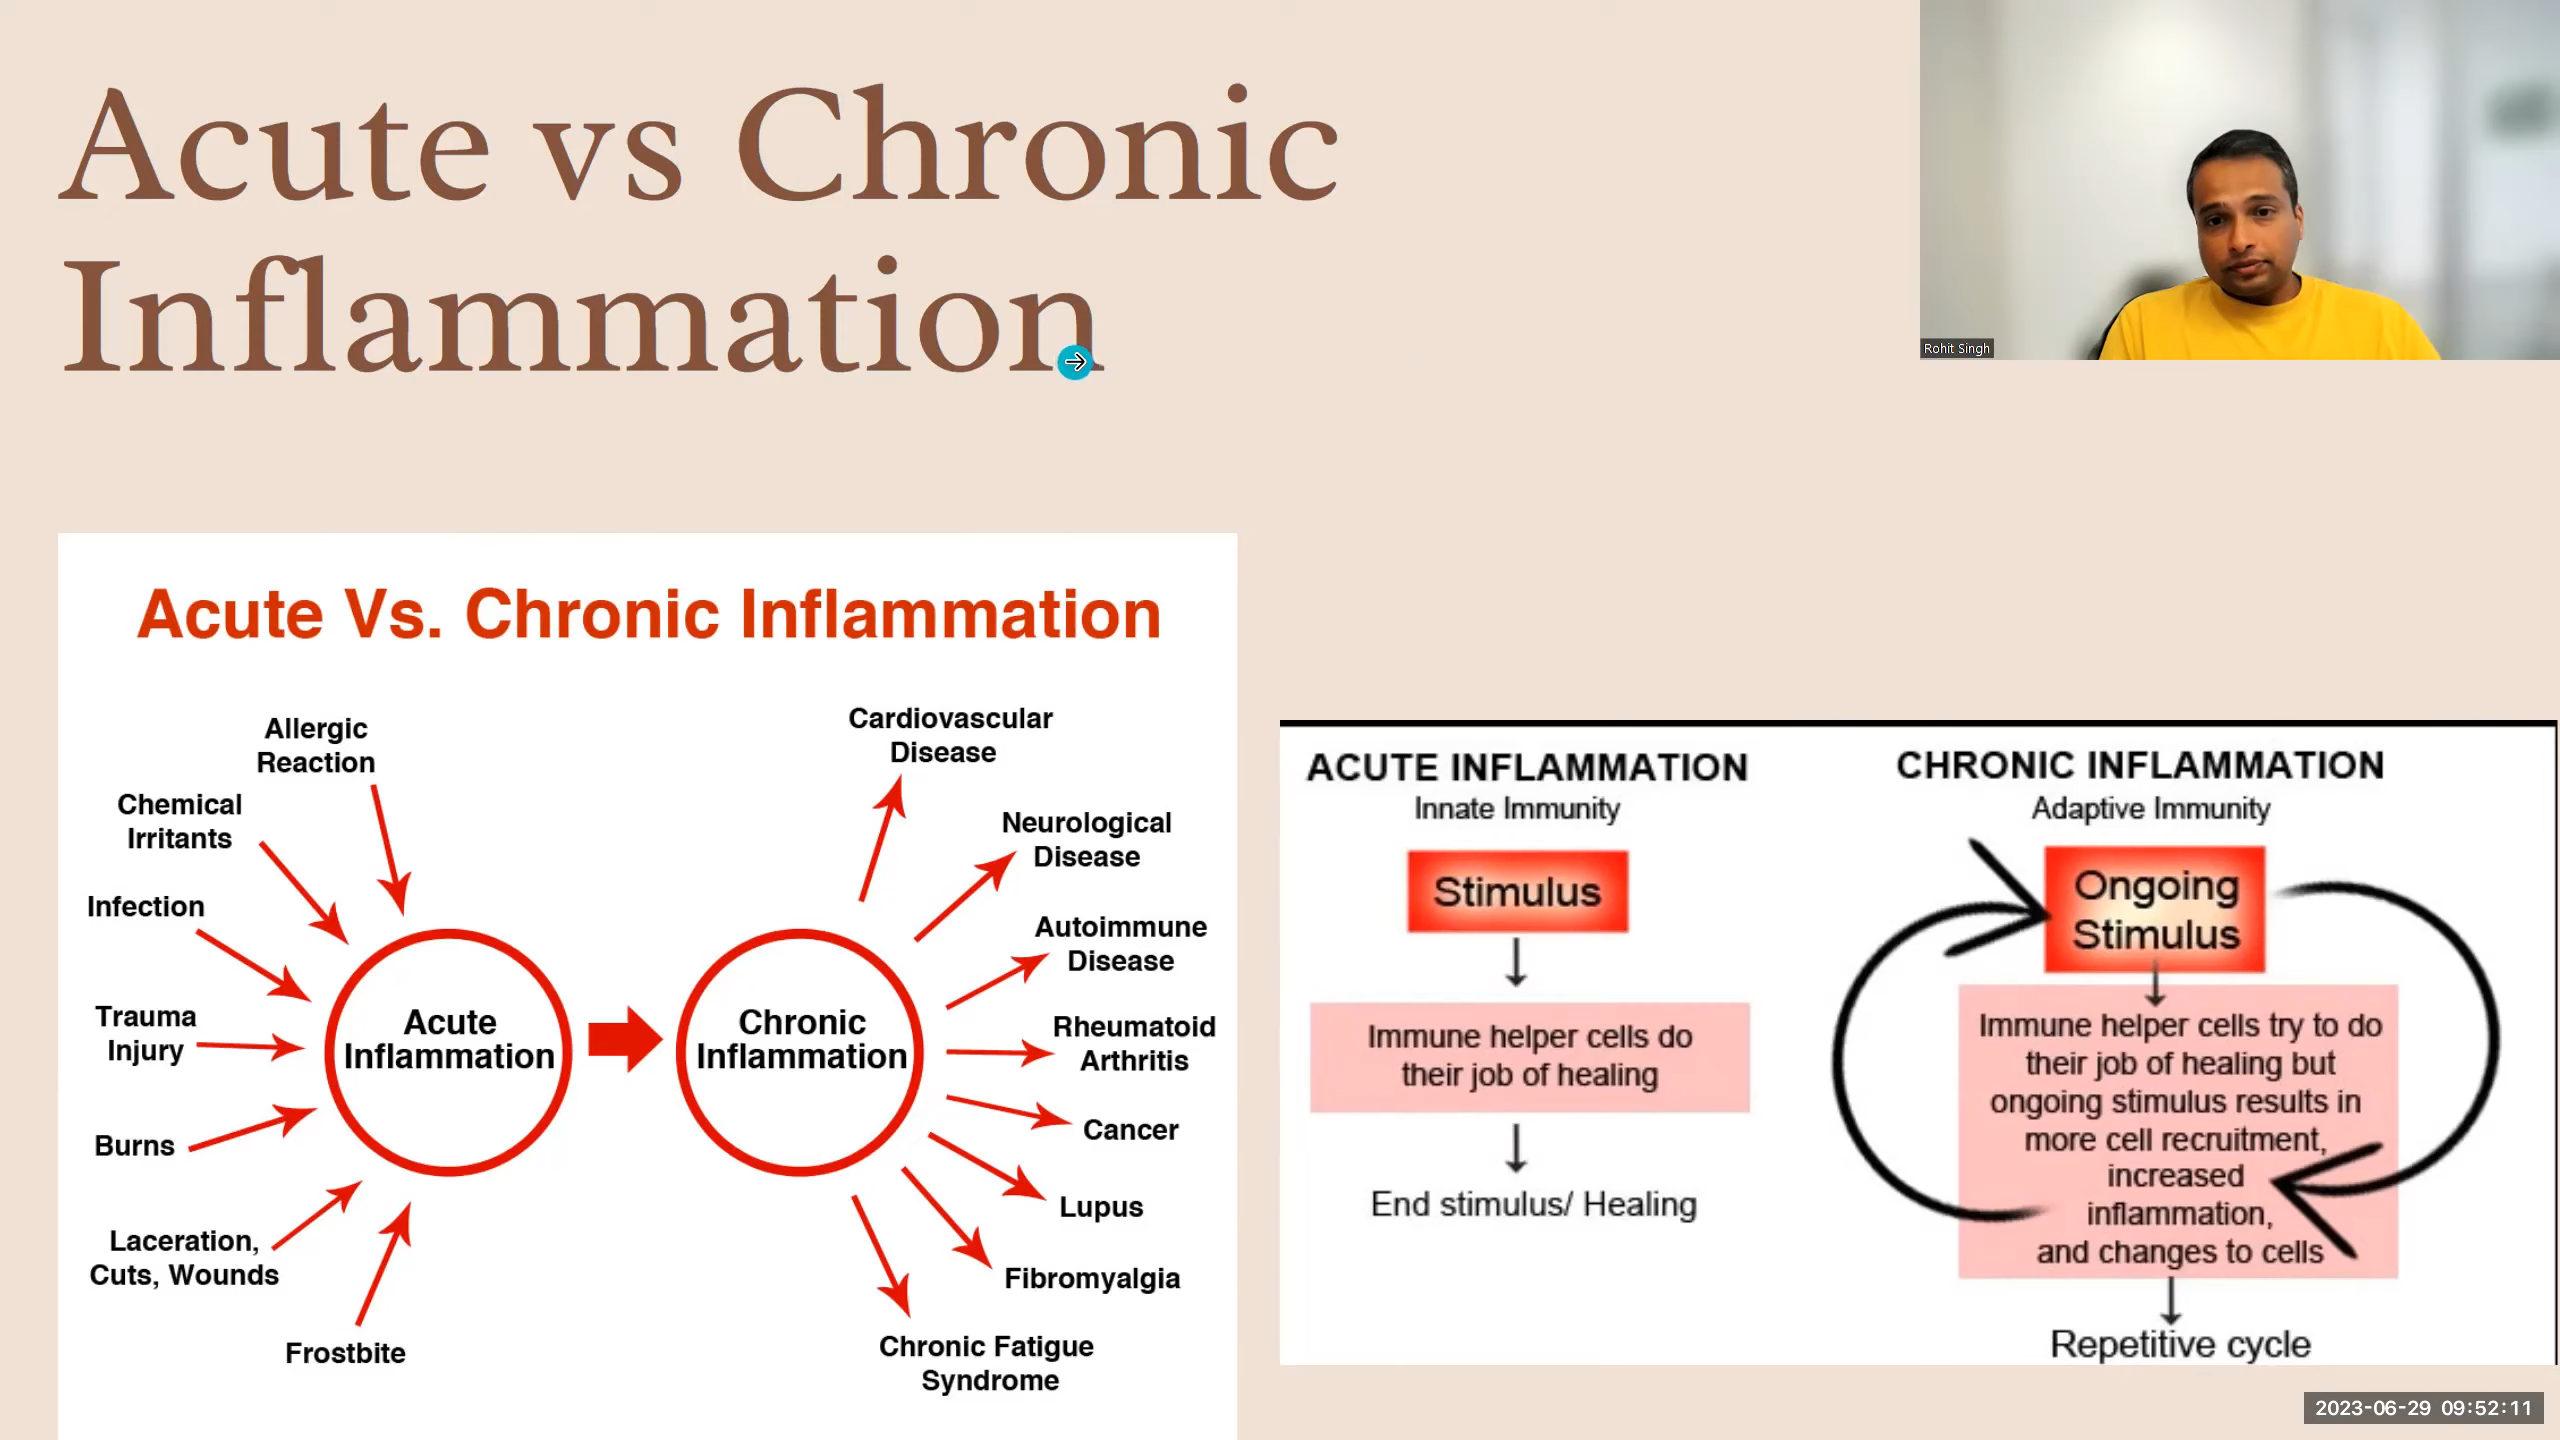 Acute vs Chronic
Inflammation
Rohit Singh
Acute Vs. Chronic Inflammation
Allergic
Reaction
Chemical
Irritants
Infection
Trauma
Injury
Burns
Laceration,
Cuts, Wounds
Frostbite
Acute
Inflammation
Chronic
Inflammation
Cardiovascular
Disease
Neurological
Disease
Autoimmune
Disease
Rheumatoid
Arthritis
Cancer
Lupus
Fibromyalgia
Chronic Fatigue
Syndrome
ACUTE INFLAMMATION
Innate Immunity
Stimulus
Immune helper cells do
their job of healing
End stimulus/ Healing
CHRONIC INFLAMMATION
Adaptive Immunity
Ongoing
Stimulus
Immune helper cells try to do
their job of healing but
ongoing stimulus results in
more cell recruitment,
increased
inflammation,
and changes to cells
Repetitive cycle
2023-06-29 09:52:11